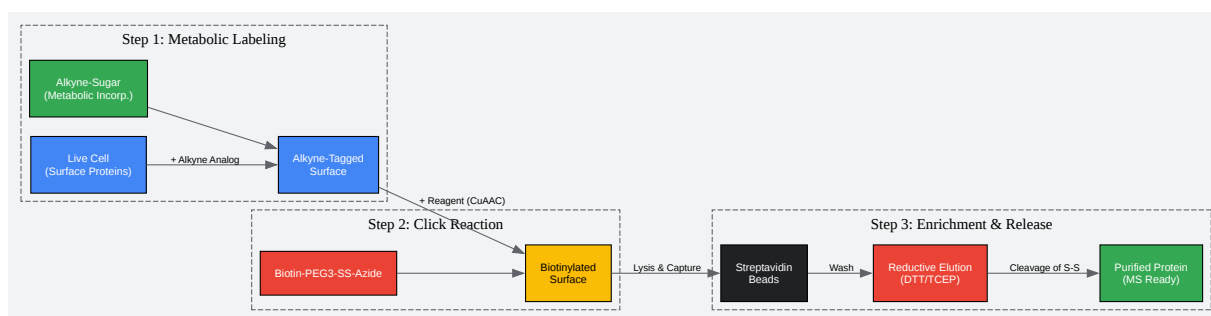 Step 1: Metabolic Labeling
Alkyne-Sugar
(Metabolic Incorp.)
Live Cell
(Surface Proteins)
+ Alkyne Analog
Alkyne-Tagged
Surface
+ Reagent (CuAAC)
Step 2: Click Reaction
Biotin-PEG3-SS-Azide
Biotinylated
Surface
Lysis & Capture
Step 3: Enrichment & Release
Streptavidin
Beads
Wash
Reductive Elution
(DTT/TCEP)
Cleavage of S-S
Purified Protein
(MS Ready)